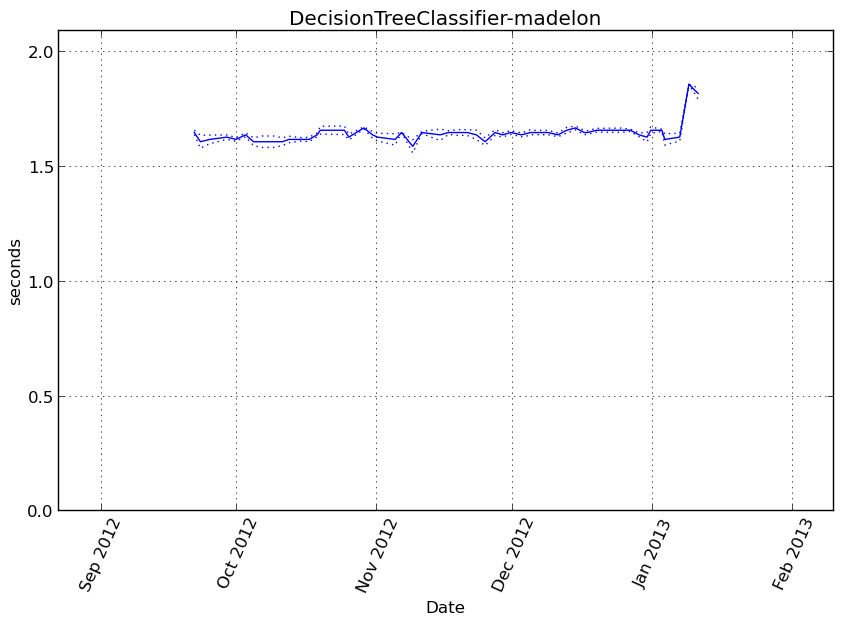 DecisionTreeClassifier-madelon
2.0
1.5
1.0
0.5
0.0
seconds
Sep 2012
Oct 2012
Nov 2012
Dec 2012
Jan 2013
Feb 2013
Date